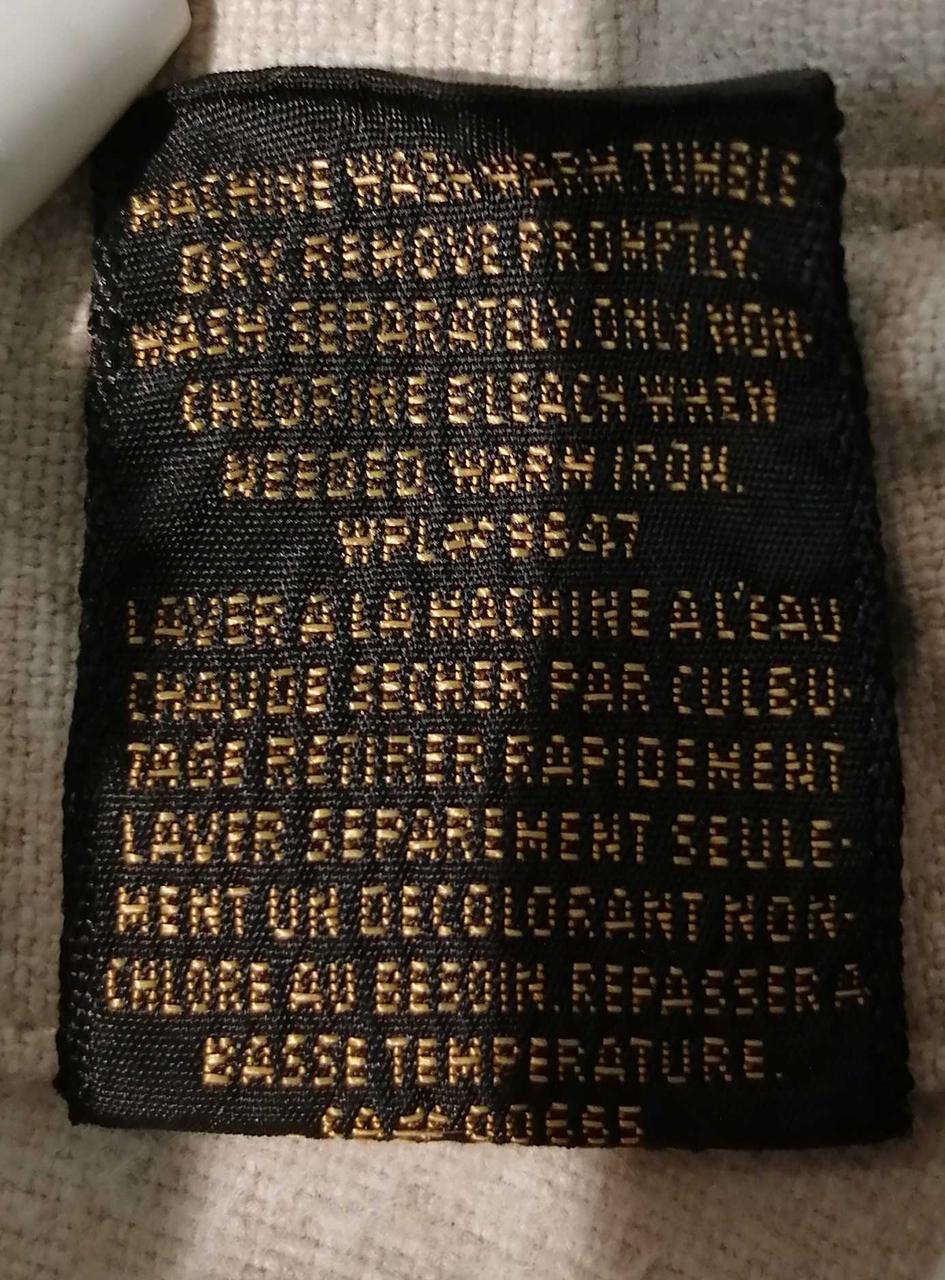 MACHINE WASH WARM TUMBLE
DRY. REMOVE PROMPTLY.
WASH SEPARATELY. ONLY NON-
CHLORINE BLEACH WHEN
NEEDED. WARM IRON.
WPL# 9647
LAVER A LA MACHINE A L'EAU
CHAUDE SECHER PAR CULBU-
TAGE RETIRER RAPIDEMENT
LAVER SEPAREMENT SEULE-
MENT UN DECOLORANT NON-
CHLORE AU BESOIN. REPASSER A
BASSE TEMPERATURE.